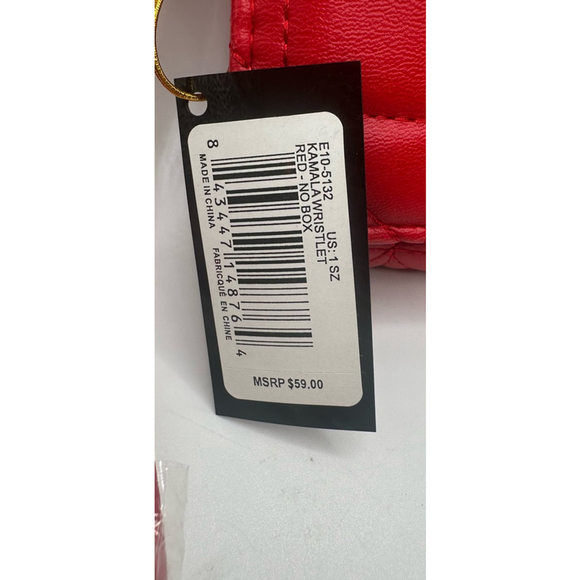 E10-5132 US: 1 SZ
KAMALA WRISTLET
RED - NO BOX
8 43447 14876 4
MADE IN CHINA FABRIQUÉ EN CHINE
MSRP $59.00